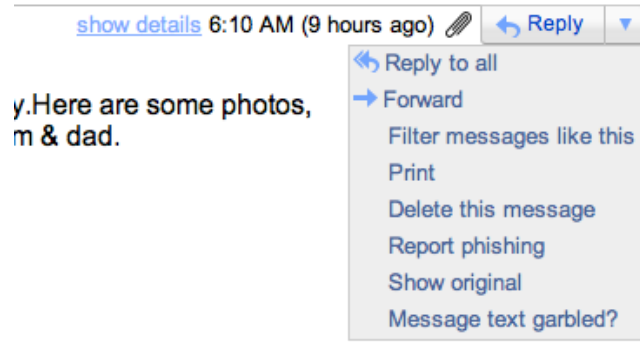 show details 6:10 AM (9 hours ago) Reply
Reply to all
y.Here are some photos,
Forward
m & dad.
Filter messages like this
Print
Delete this message
Report phishing
Show original
Message text garbled?